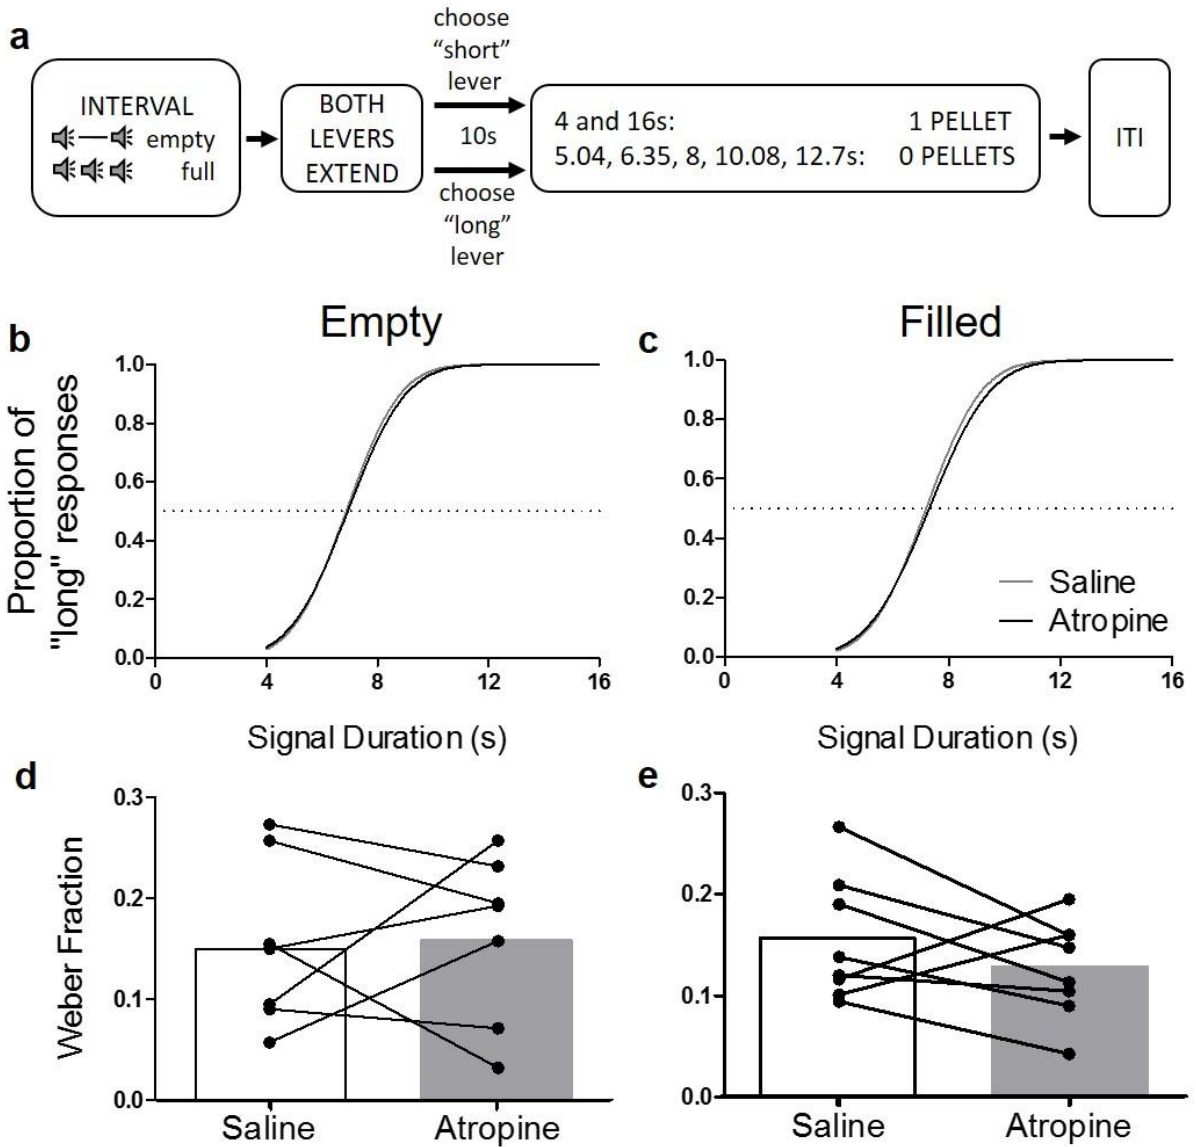 a
INTERVAL
empty
full
BOTH
LEVERS
EXTEND
choose
“short”
lever
10s
choose
“long”
lever
4 and 16s: 1 PELLET
5.04, 6.35, 8, 10.08, 12.7s: 0 PELLETS
ITI
b
Empty
Proportion of
"long" responses
1.0
0.8
0.6
0.4
0.2
0.0
0 4 8 12 16
Signal Duration (s)
c
Filled
1.0
0.8
0.6
0.4
0.2
0.0
Saline
Atropine
0 4 8 12 16
Signal Duration (s)
d
Weber Fraction
0.3
0.2
0.1
0.0
Saline Atropine
e
0.3
0.2
0.1
0.0
Saline Atropine